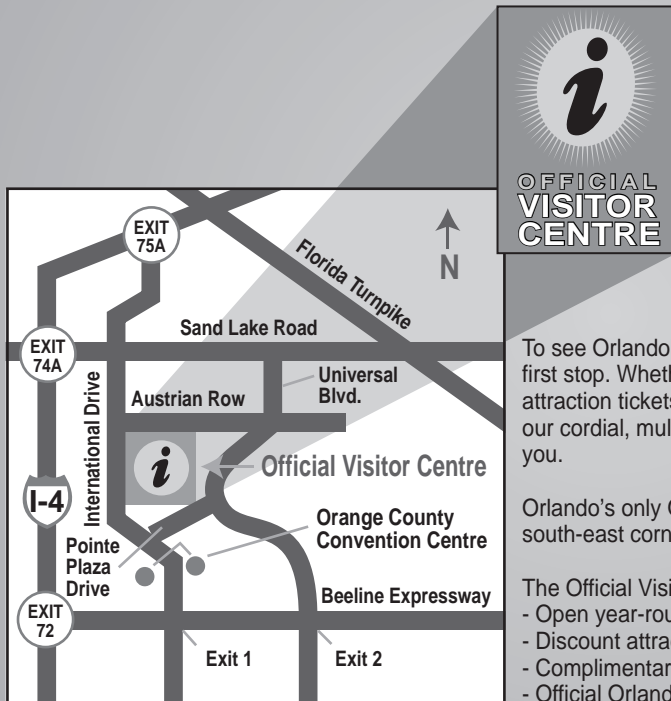 i
OFFICIAL
VISITOR
CENTRE
EXIT
75A
Florida Turnpike
N
Sand Lake Road
EXIT
74A
Universal
Blvd.
International Drive
Austrian Row
i
Official Visitor Centre
I-4
Orange County
Convention Centre
Pointe
Plaza
Drive
Beeline Expressway
EXIT
72
Exit 1
Exit 2
To see Orlando
first stop. Wheth
attraction tickets
our cordial, mul
you.
Orlando's only
south-east corn
The Official Visi
- Open year-rou
- Discount attra
- Complimentar
- Official Orland